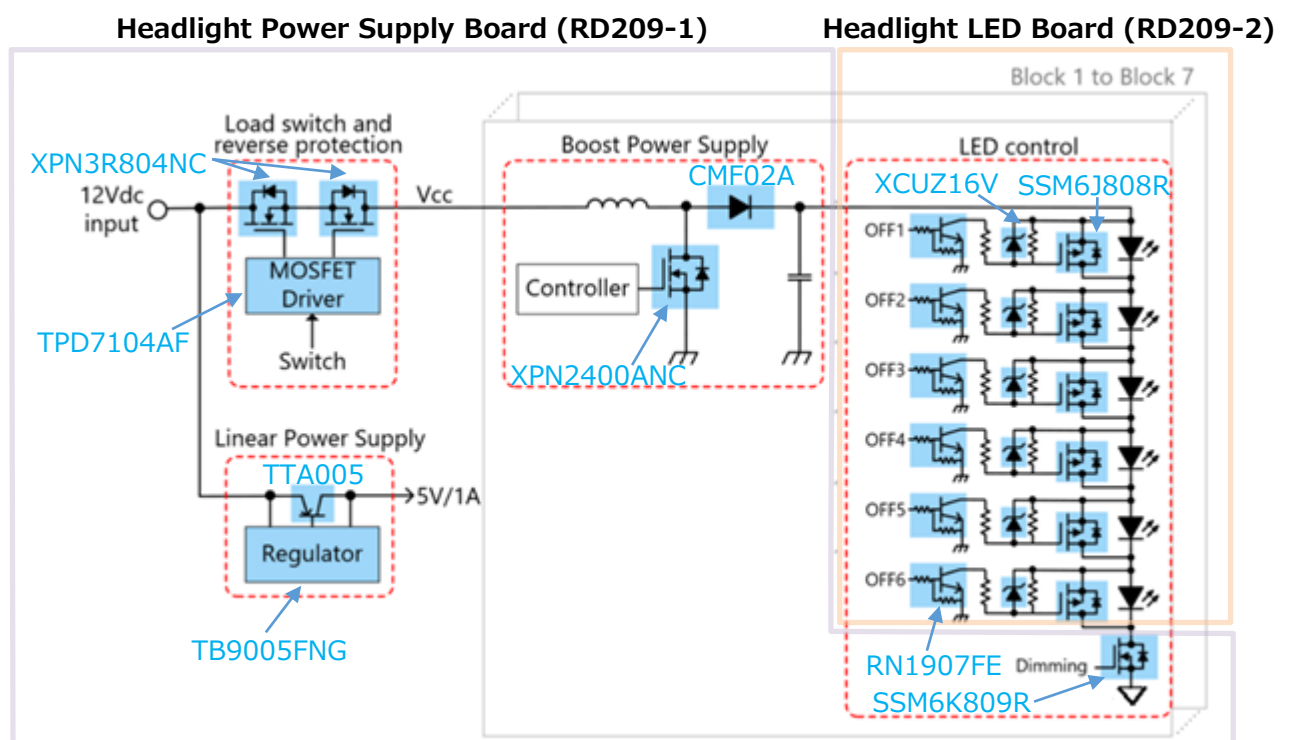 Headlight Power Supply Board (RD209-1)
Headlight LED Board (RD209-2)
Block 1 to Block 7
Load switch and
reverse protection
XPN3R804NC
12Vdc
input
Vcc
MOSFET
Driver
TPD7104AF
Switch
Boost Power Supply
CMF02A
Controller
XPN2400ANC
LED control
XCUZ16V
SSM6J808R
OFF1
OFF2
OFF3
OFF4
OFF5
OFF6
Linear Power Supply
TTA005
5V/1A
Regulator
TB9005FNG
RN1907FE
Dimming
SSM6K809R